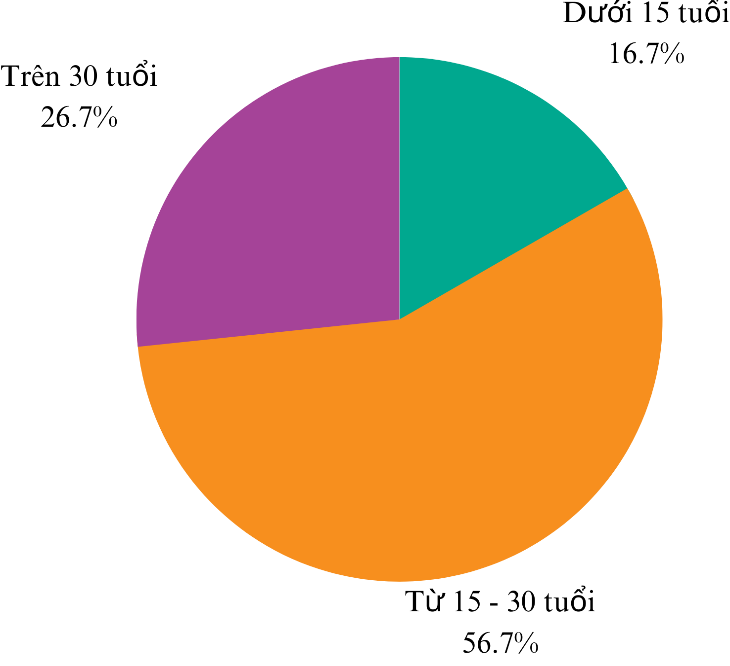 Dưới 15 tuổi
16.7%
Trên 30 tuổi
26.7%
Từ 15 - 30 tuổi
56.7%